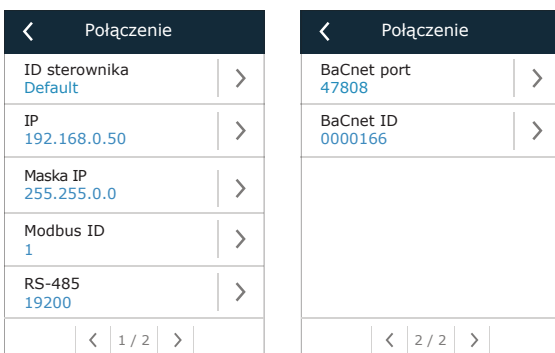 Połączenie
ID sterownika
Default
IP
192.168.0.50
Maska IP
255.255.0.0
Modbus ID
1
RS-485
19200
1 / 2
Połączenie
BaCnet port
47808
BaCnet ID
0000166
2 / 2